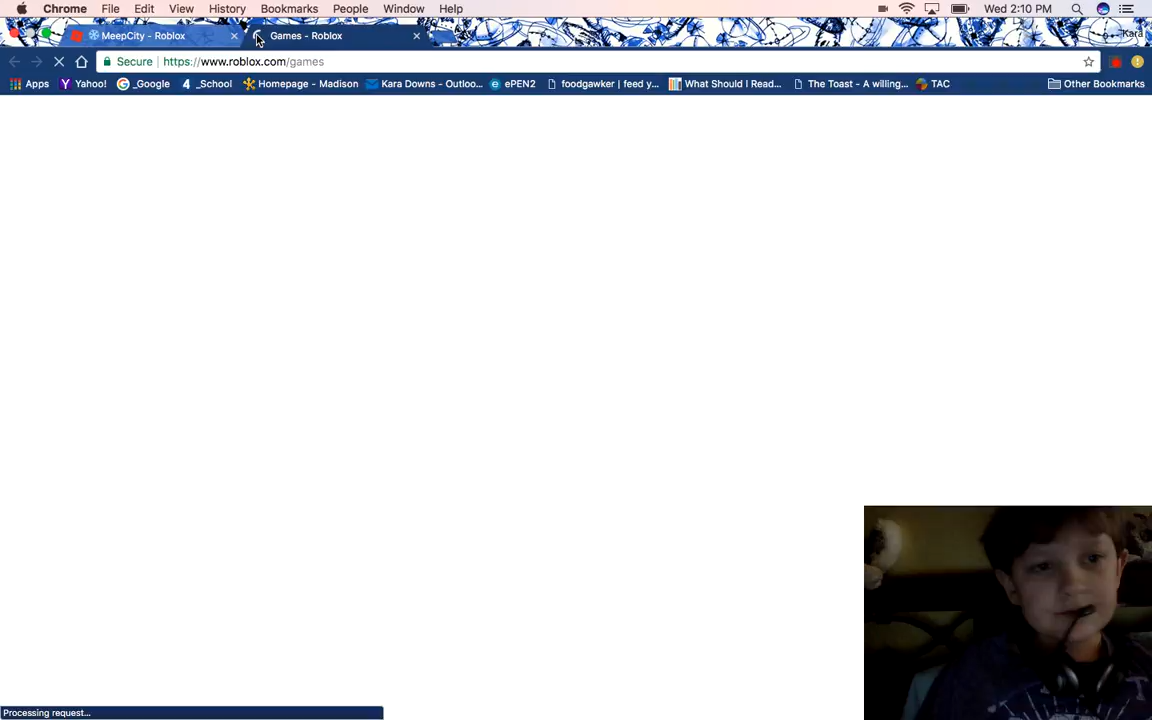 Chrome File Edit View History Bookmarks People Window Help Wed 2:10 PM
MeepCity - Roblox Games - Roblox Kara
Secure https://www.roblox.com/games
Apps Yahoo! _Google _School Homepage - Madison Kara Downs - Outloo... ePEN2 foodgawker | feed y... What Should I Read... The Toast - A willing... TAC Other Bookmarks
Processing request...